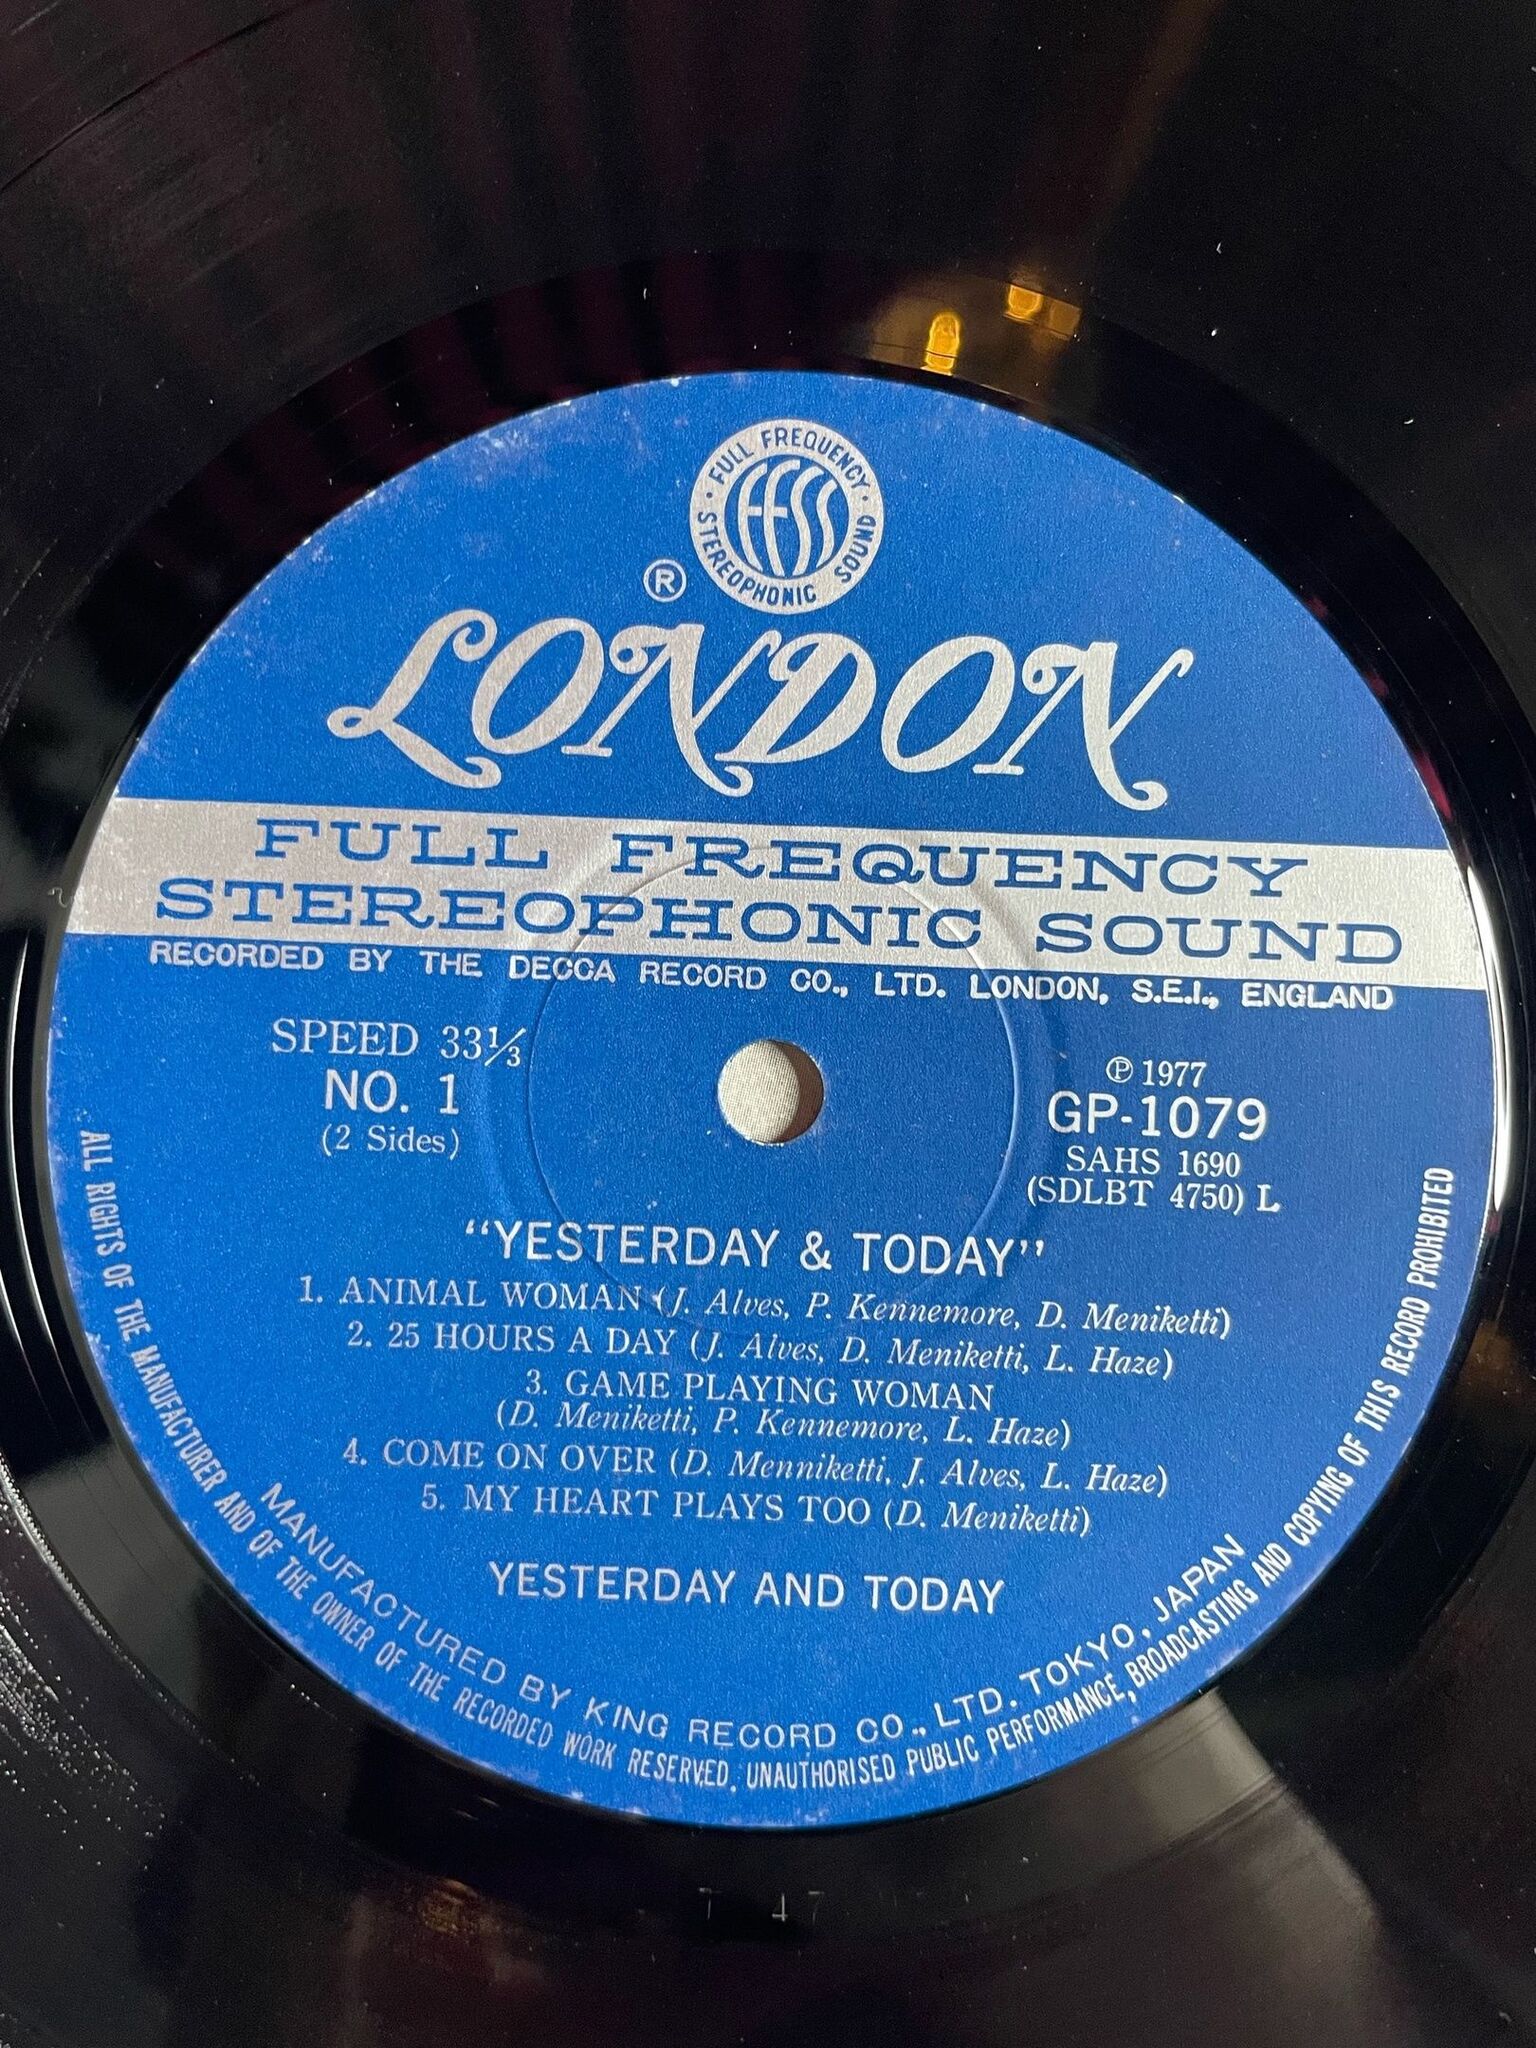 FULL FREQUENCY
FFSS
STEREOPHONIC SOUND
®
LONDON
FULL FREQUENCY
STEREOPHONIC SOUND
RECORDED BY THE DECCA RECORD CO., LTD. LONDON, S.E.I., ENGLAND
SPEED 33⅓
NO. 1
(2 Sides)
℗ 1977
GP-1079
SAHS 1690
(SDLBT 4750) L
"YESTERDAY & TODAY"
1. ANIMAL WOMAN (J. Alves, P. Kennemore, D. Meniketti)
2. 25 HOURS A DAY (J. Alves, D. Meniketti, L. Haze)
3. GAME PLAYING WOMAN
(D. Meniketti, P. Kennemore, L. Haze)
4. COME ON OVER (D. Menniketti, J. Alves, L. Haze)
5. MY HEART PLAYS TOO (D. Meniketti)
YESTERDAY AND TODAY
MANUFACTURED BY KING RECORD CO., LTD. TOKYO, JAPAN
ALL RIGHTS OF THE MANUFACTURER AND OF THE OWNER OF THE RECORDED WORK RESERVED. UNAUTHORISED PUBLIC PERFORMANCE, BROADCASTING AND COPYING OF THIS RECORD PROHIBITED